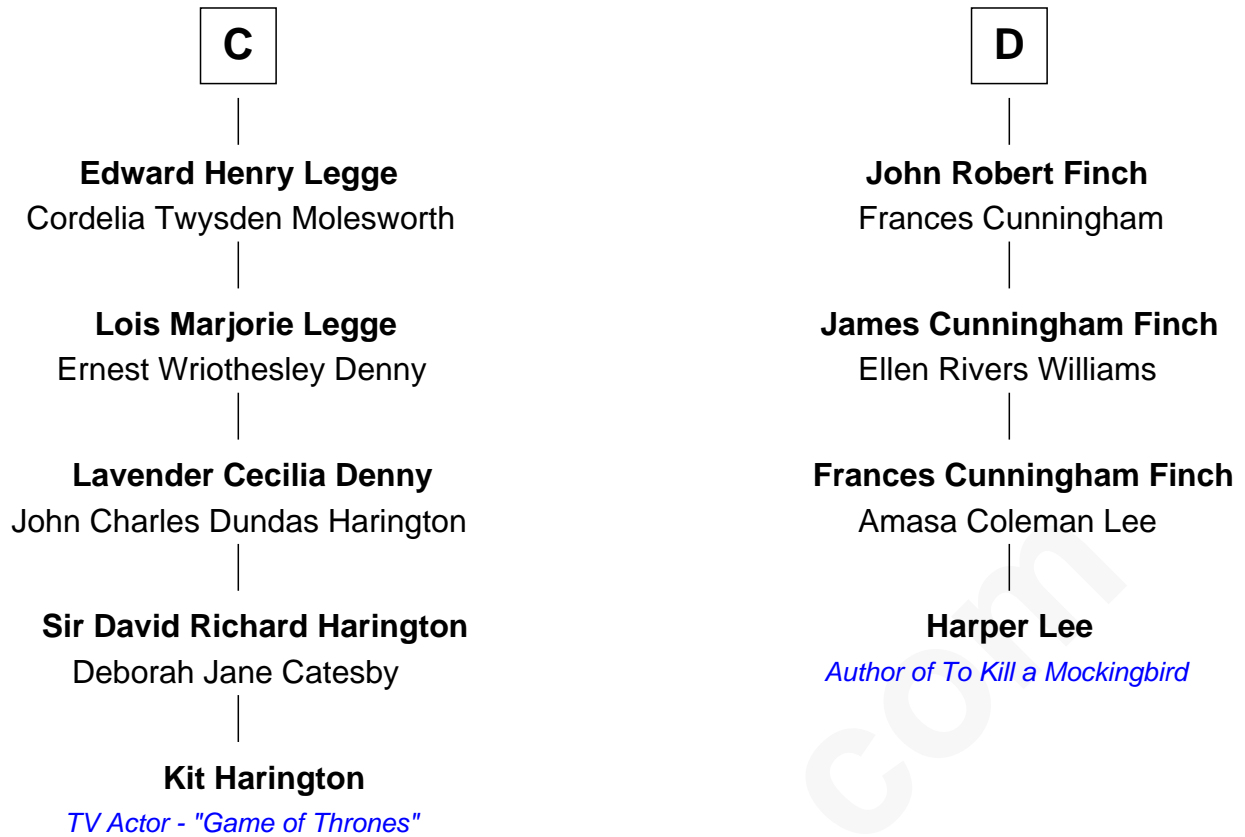 C
Edward Henry Legge
Cordelia Twysden Molesworth
Lois Marjorie Legge
Ernest Wriothesley Denny
Lavender Cecilia Denny
John Charles Dundas Harington
Sir David Richard Harington
Deborah Jane Catesby
Kit Harington
TV Actor - "Game of Thrones"
D
John Robert Finch
Frances Cunningham
James Cunningham Finch
Ellen Rivers Williams
Frances Cunningham Finch
Amasa Coleman Lee
Harper Lee
Author of To Kill a Mockingbird
com